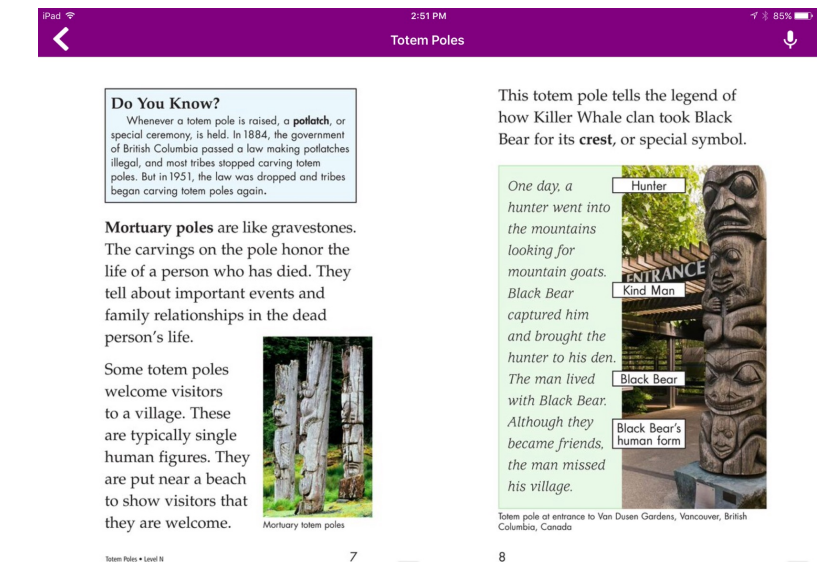 iPad
2:51 PM
85%
Totem Poles
Do You Know?
Whenever a totem pole is raised, a potlatch, or
special ceremony, is held. In 1884, the government
of British Columbia passed a law making potlatches
illegal, and most tribes stopped carving totem
poles. But in 1951, the law was dropped and tribes
began carving totem poles again.
Mortuary poles are like gravestones.
The carvings on the pole honor the
life of a person who has died. They
tell about important events and
family relationships in the dead
person's life.
Some totem poles
welcome visitors
to a village. These
are typically single
human figures. They
are put near a beach
to show visitors that
they are welcome.
Mortuary totem poles
Totem Poles • Level N
7
This totem pole tells the legend of
how Killer Whale clan took Black
Bear for its crest, or special symbol.
One day, a
hunter went into
the mountains
looking for
mountain goats.
Black Bear
captured him
and brought the
hunter to his den.
The man lived
with Black Bear.
Although they
became friends,
the man missed
his village.
Hunter
ENTRANCE
Kind Man
Black Bear
Black Bear's
human form
Totem pole at entrance to Van Dusen Gardens, Vancouver, British
Columbia, Canada
8